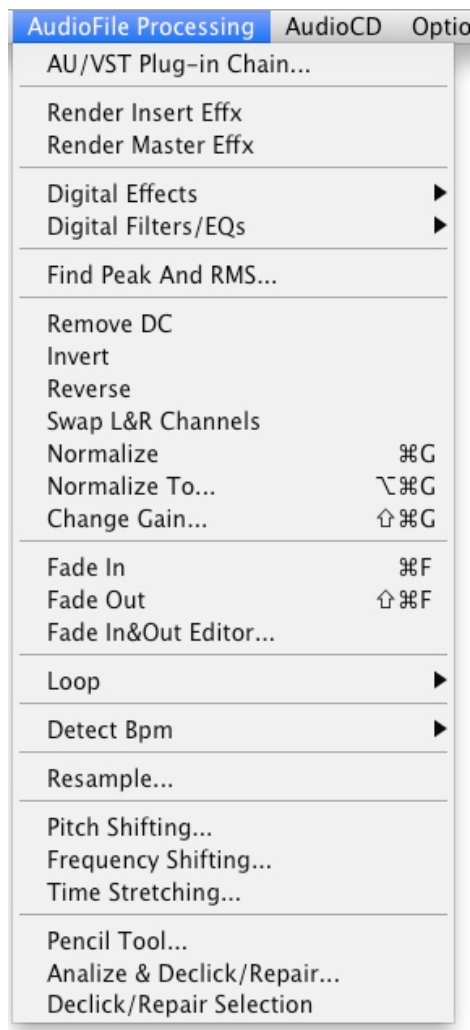 AudioFile Processing AudioCD Optio
AU/VST Plug-in Chain...
Render Insert Effx
Render Master Effx
Digital Effects
Digital Filters/EQs
Find Peak And RMS...
Remove DC
Invert
Reverse
Swap L&R Channels
Normalize ⌘G
Normalize To... ⌥⌘G
Change Gain... ⇧⌘G
Fade In ⌘F
Fade Out ⇧⌘F
Fade In&Out Editor...
Loop
Detect Bpm
Resample...
Pitch Shifting...
Frequency Shifting...
Time Stretching...
Pencil Tool...
Analize & Declick/Repair...
Declick/Repair Selection